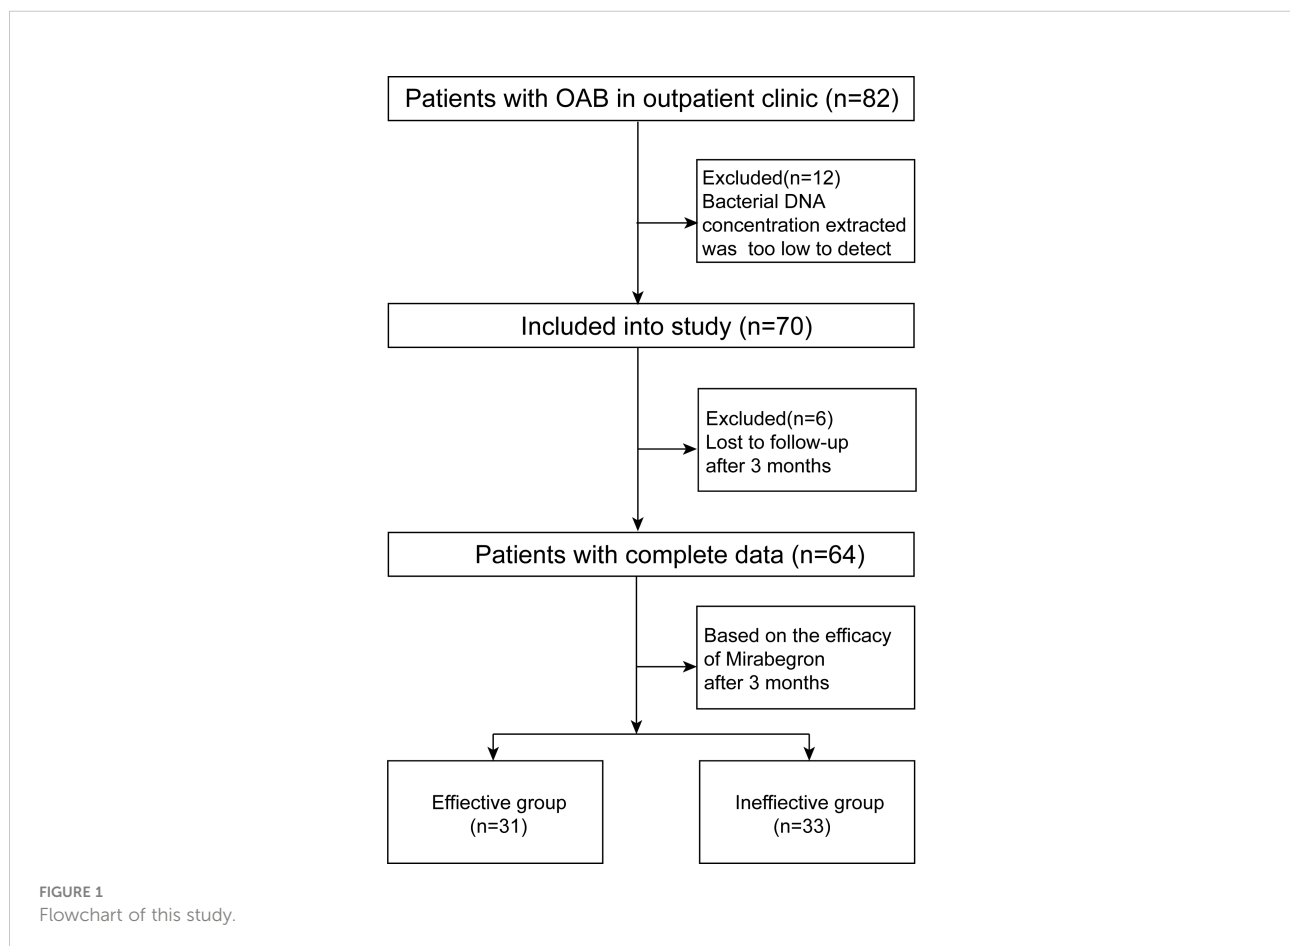 Patients with OAB in outpatient clinic (n=82)
Excluded(n=12)
Bacterial DNA
concentration extracted
was  too low to detect
Included into study (n=70)
Excluded(n=6)
Lost to follow-up
after 3 months
Patients with complete data (n=64)
Based on the efficacy
of Mirabegron
after 3 months
Effiective group
(n=31)
Ineffiective group
(n=33)
FIGURE 1
Flowchart of this study.